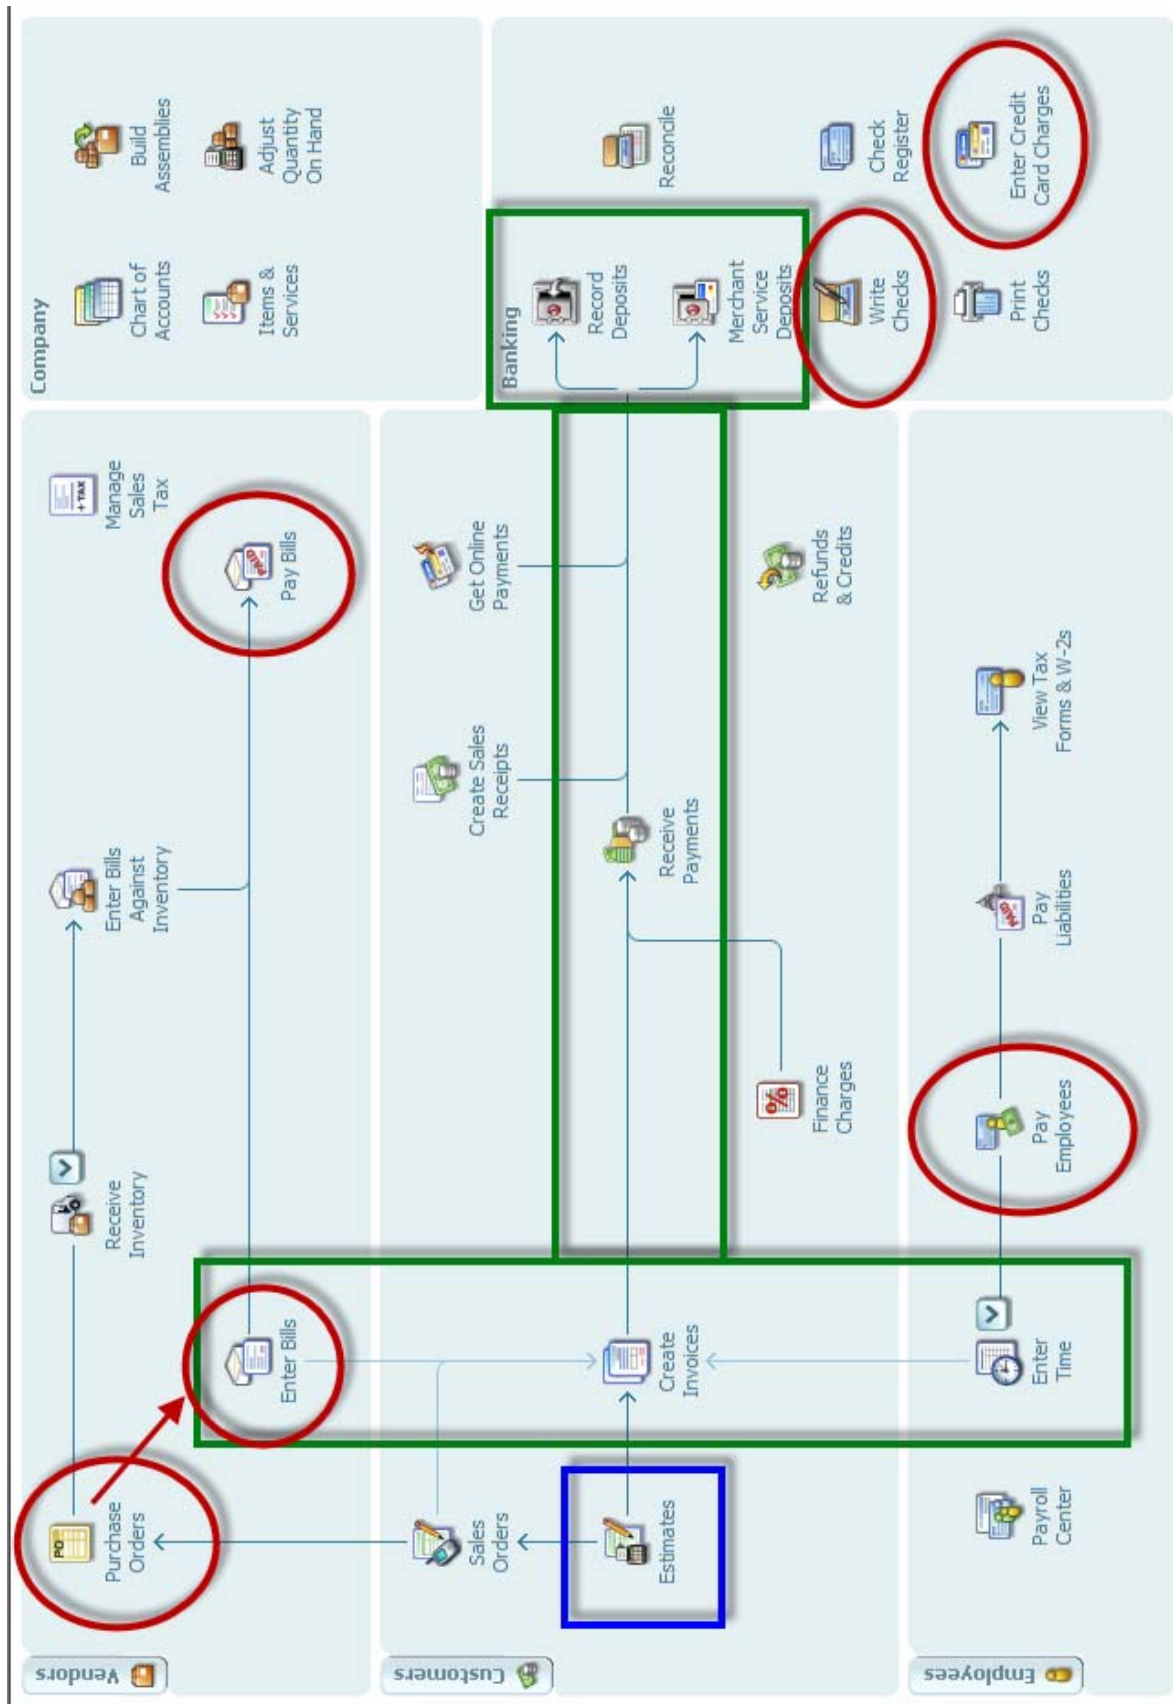 Vendors
PO
Purchase
Orders
Receive
Inventory
Enter Bills
Against
Inventory
+ TAX
Manage
Sales
Tax
Enter Bills
PAID
Pay Bills
Customers
Sales
Orders
Create Sales
Receipts
Get Online
Payments
Estimates
Create
Invoices
Receive
Payments
%
Finance
Charges
Refunds
& Credits
Employees
Payroll
Center
Enter
Time
Pay
Employees
PAID
Pay
Liabilities
View Tax
Forms & W-2s
Company
Chart of
Accounts
Build
Assemblies
Items &
Services
Adjust
Quantity
On Hand
Banking
Record
Deposits
Reconcile
Merchant
Service
Deposits
Write
Checks
Check
Register
Print
Checks
Enter Credit
Card Charges